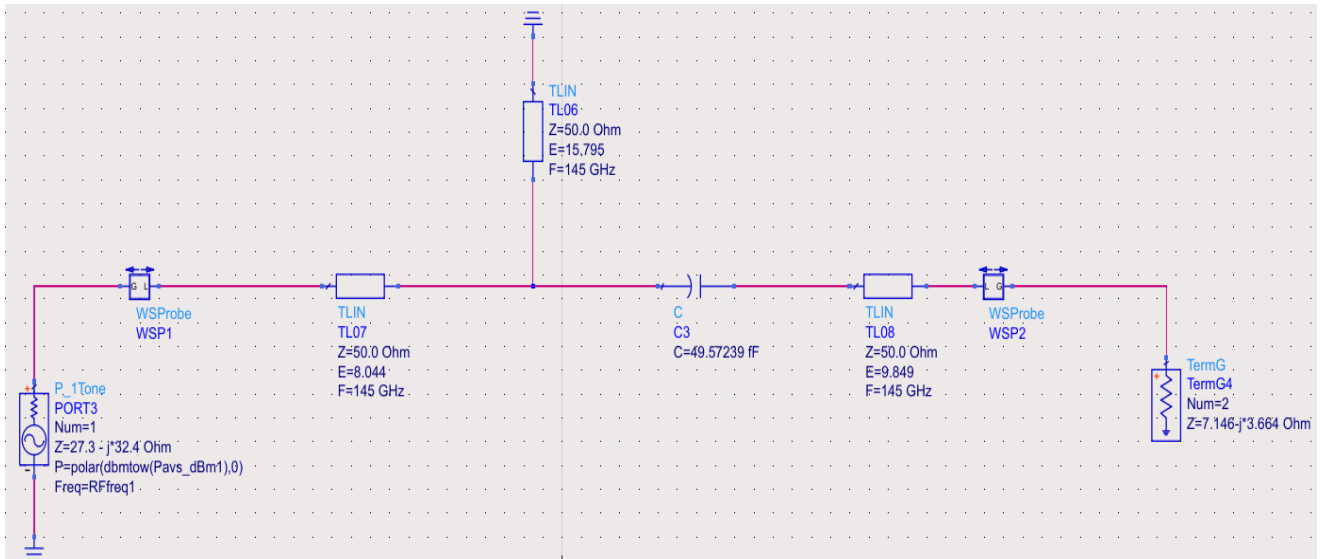 TLIN
TL06
Z=50.0 Ohm
E=15.795
F=145 GHz
G L
WSProbe
WSP1
TLIN
TL07
Z=50.0 Ohm
E=8.044
F=145 GHz
C
C3
C=49.57239 fF
TLIN
TL08
Z=50.0 Ohm
E=9.849
F=145 GHz
L G
WSProbe
WSP2
+
P_1Tone
PORT3
Num=1
Z=27.3 - j*32.4 Ohm
P=polar(dbmtow(Pavs_dBm1),0)
Freq=RFfreq1
-
+
TermG
TermG4
Num=2
Z=7.146-j*3.664 Ohm